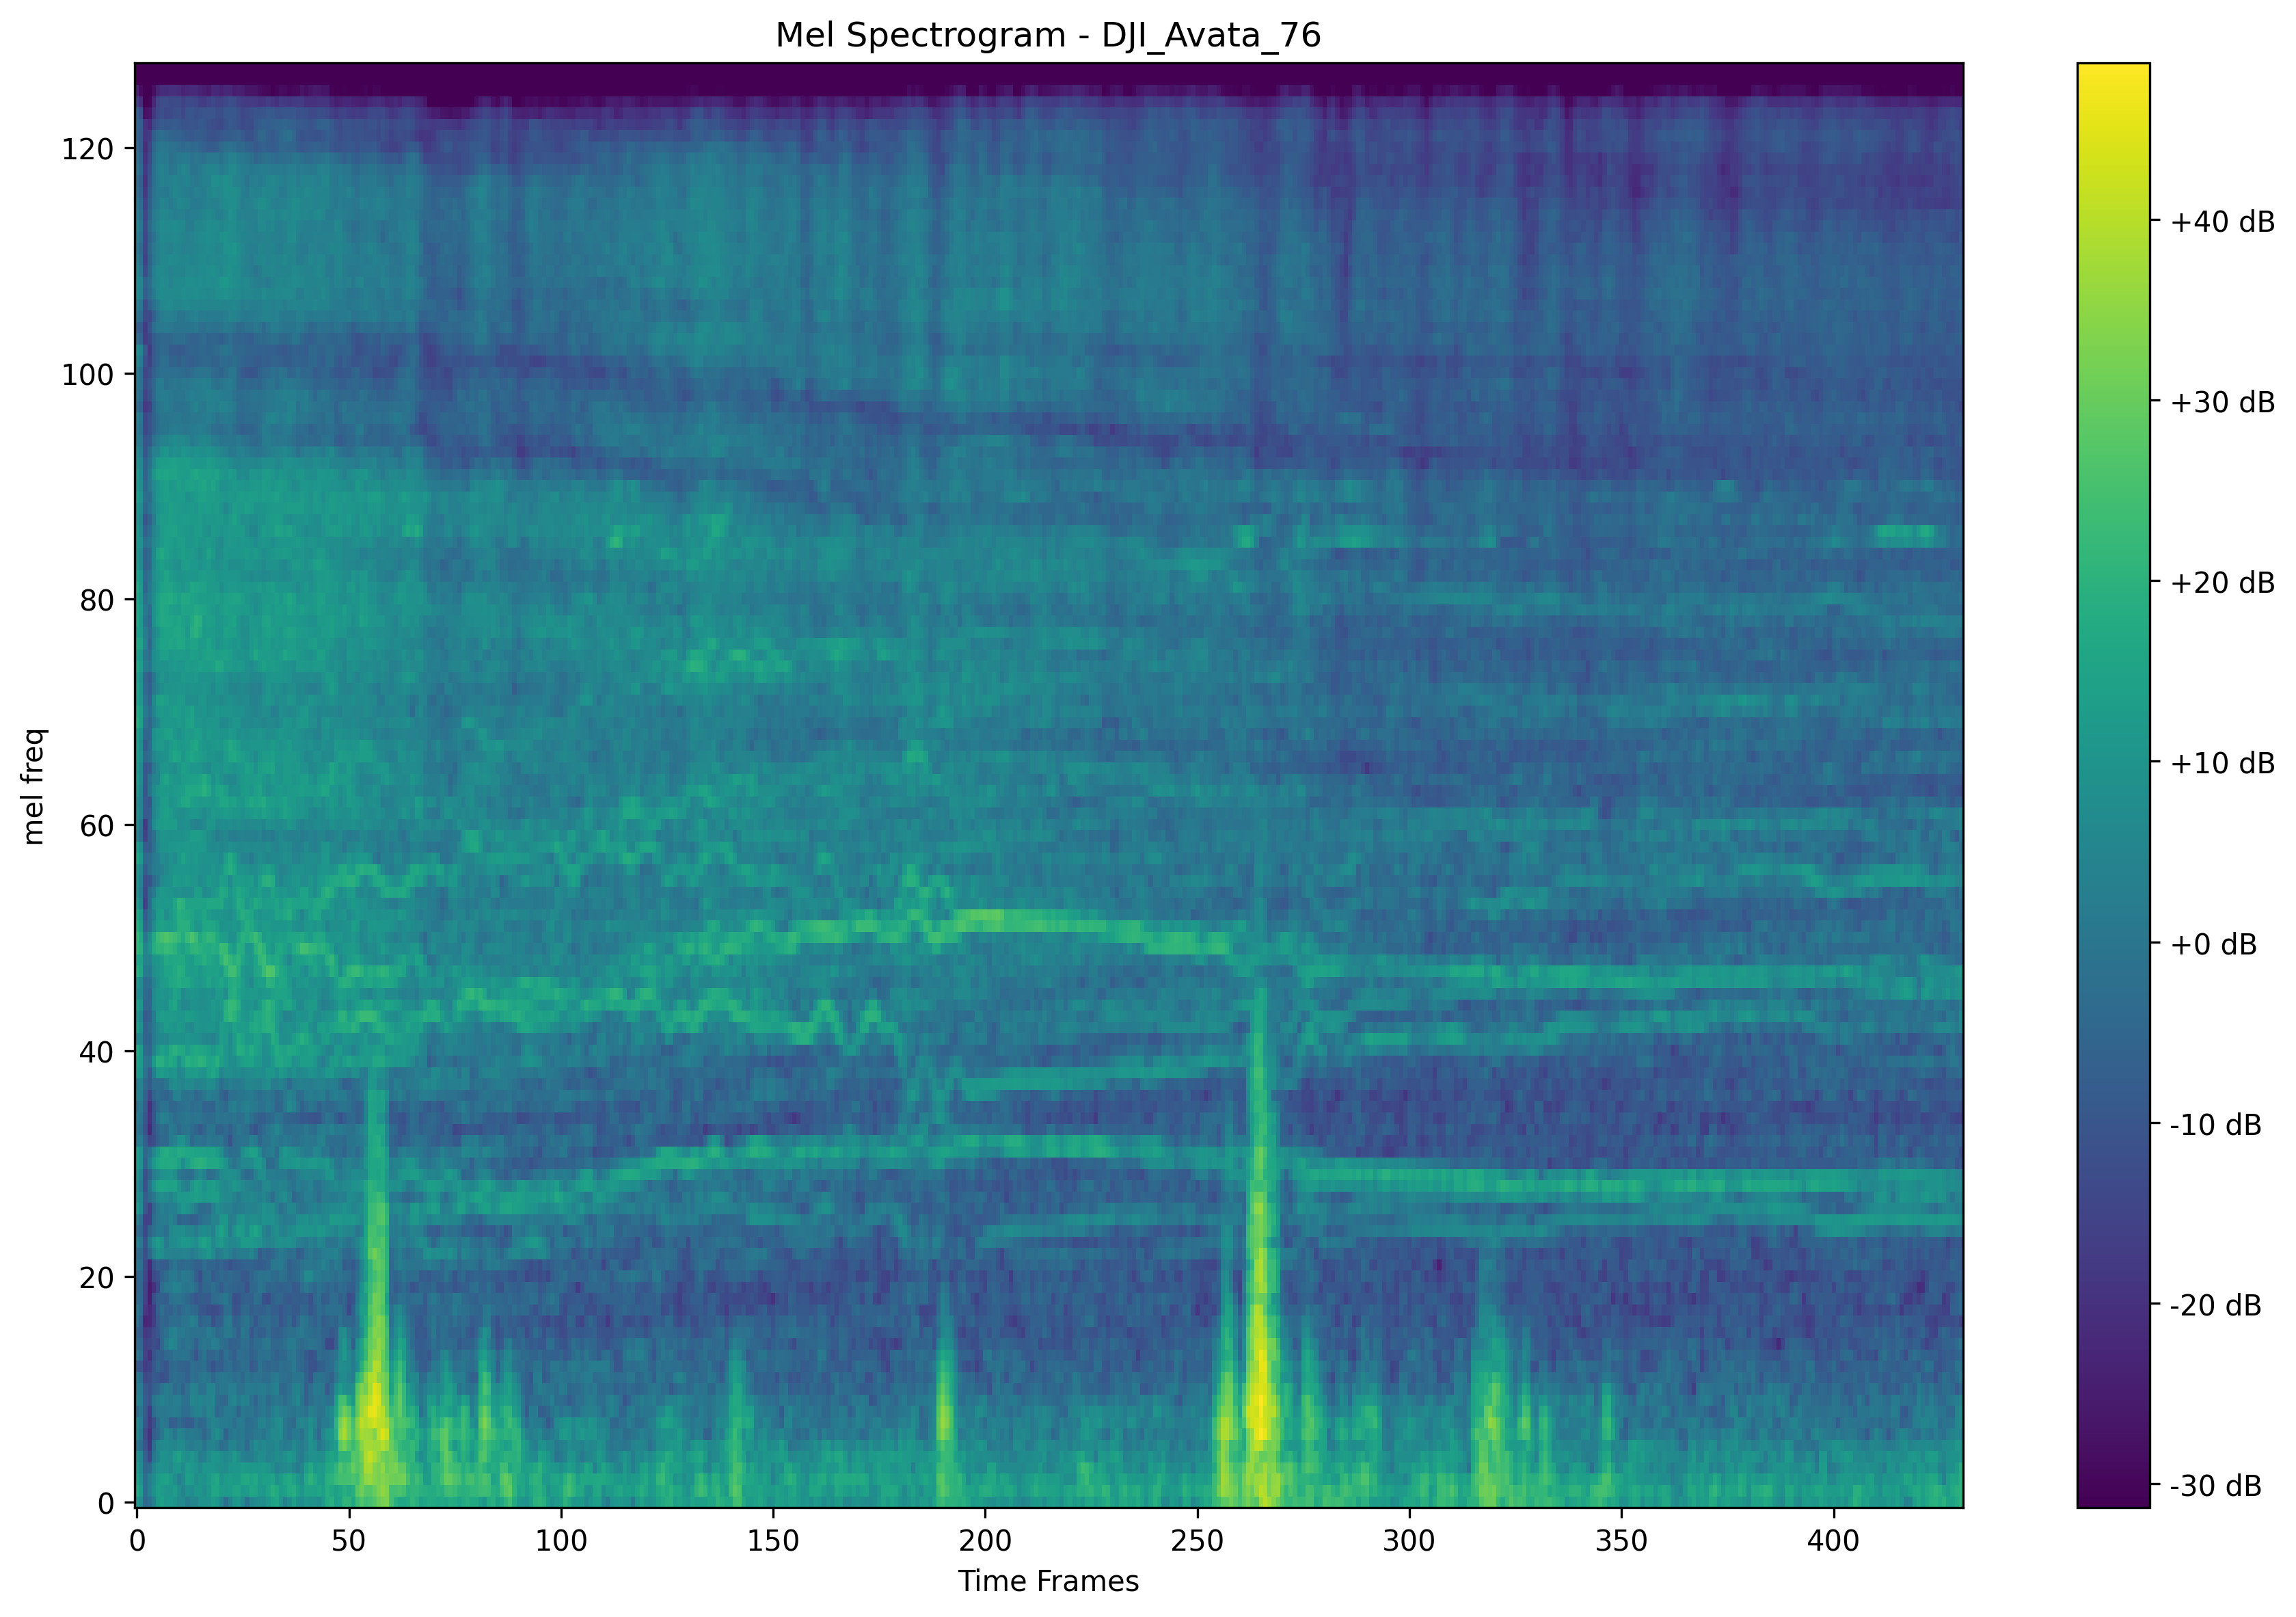 Mel Spectrogram - DJI_Avata_76
mel freq
120
100
80
60
40
20
0
0 50 100 150 200 250 300 350 400
Time Frames
+40 dB
+30 dB
+20 dB
+10 dB
+0 dB
-10 dB
-20 dB
-30 dB